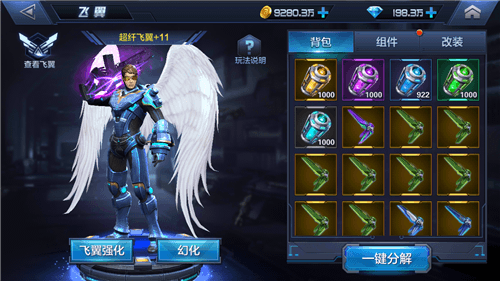 飞翼
9280.3万
198.3万
超纤飞翼+11
查看飞翼
玩法说明
背包
组件
改装
1000
1000
922
1000
1000
飞翼强化
幻化
一键分解